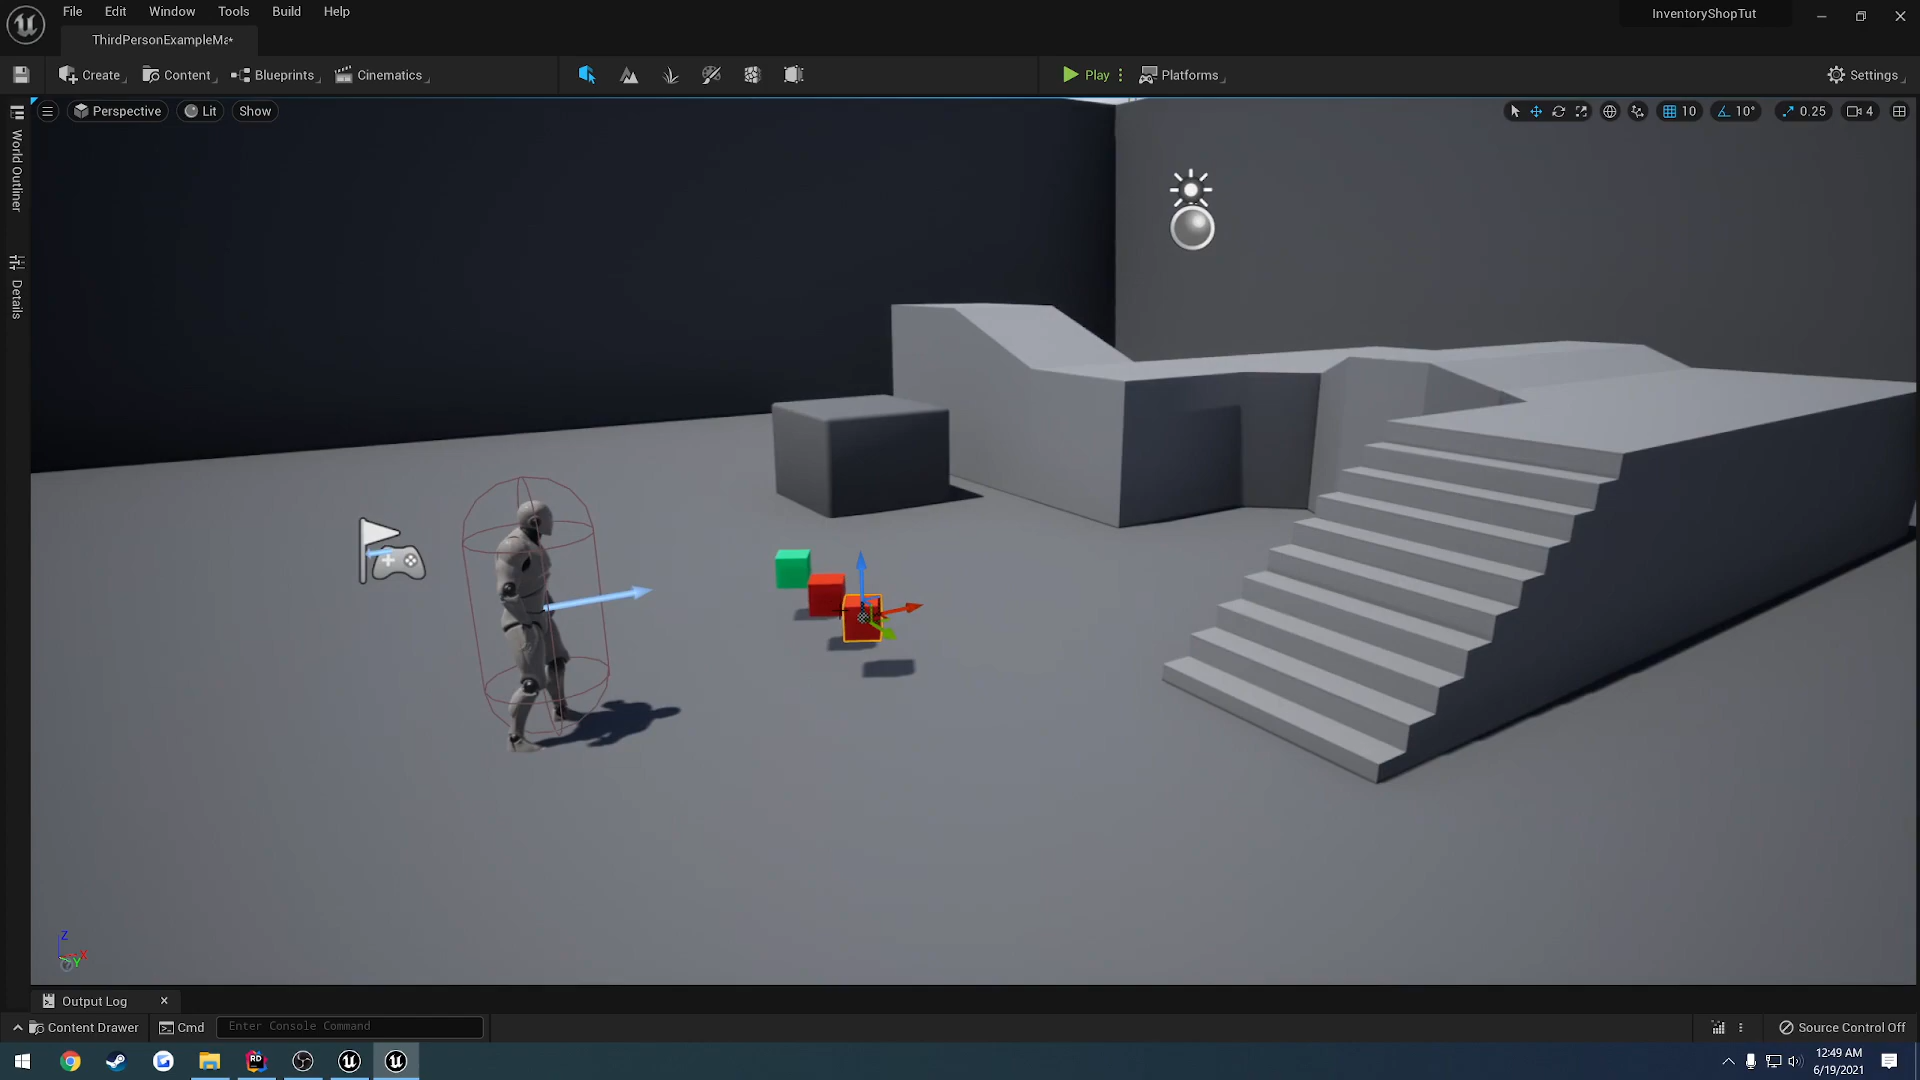 File Edit Window Tools Build Help
InventoryShopTut
ThirdPersonExampleMa•
Create Content Blueprints Cinematics
Play Platforms
Settings
Perspective Lit Show
10 10° 0.25 4
World Outliner
Details
Z
X
Y
Output Log
Content Drawer Cmd Enter Console Command
Source Control Off
RD
12:49 AM
6/19/2021